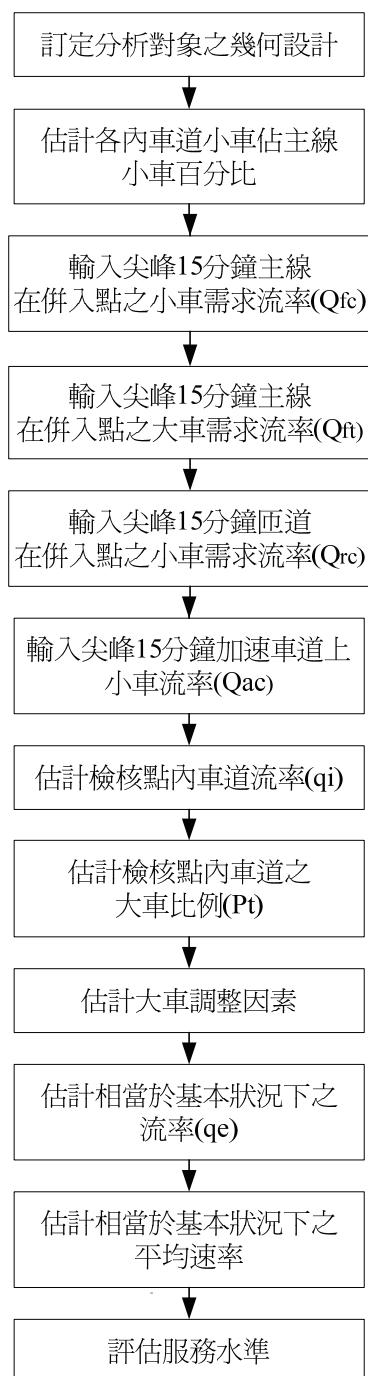 訂定分析對象之幾何設計
估計各內車道小車佔主線
小車百分比
輸入尖峰15分鐘主線
在併入點之小車需求流率(Qfc)
輸入尖峰15分鐘主線
在併入點之大車需求流率(Qft)
輸入尖峰15分鐘匝道
在併入點之小車需求流率(Qrc)
輸入尖峰15分鐘加速車道上
小車流率(Qac)
估計檢核點內車道流率(qi)
估計檢核點內車道之
大車比例(Pt)
估計大車調整因素
估計相當於基本狀況下之
流率(qe)
估計相當於基本狀況下之
平均速率
評估服務水準